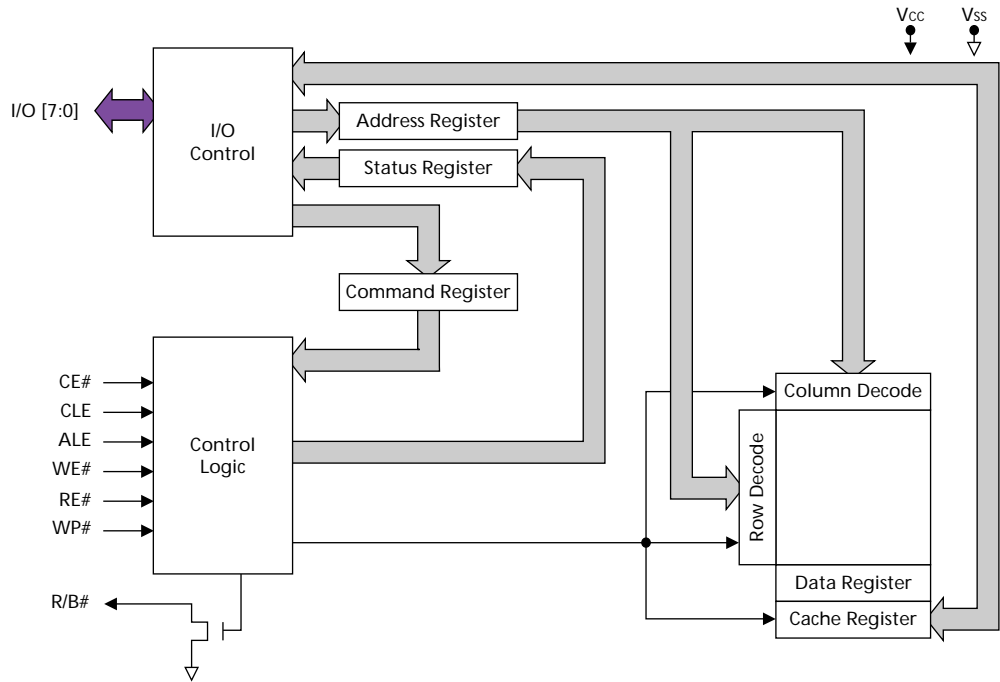 Vcc
Vss
I/O [7:0]
I/O
Control
Address Register
Status Register
Command Register
CE#
CLE
ALE
WE#
RE#
WP#
Control
Logic
Column Decode
Row Decode
Data Register
Cache Register
R/B#